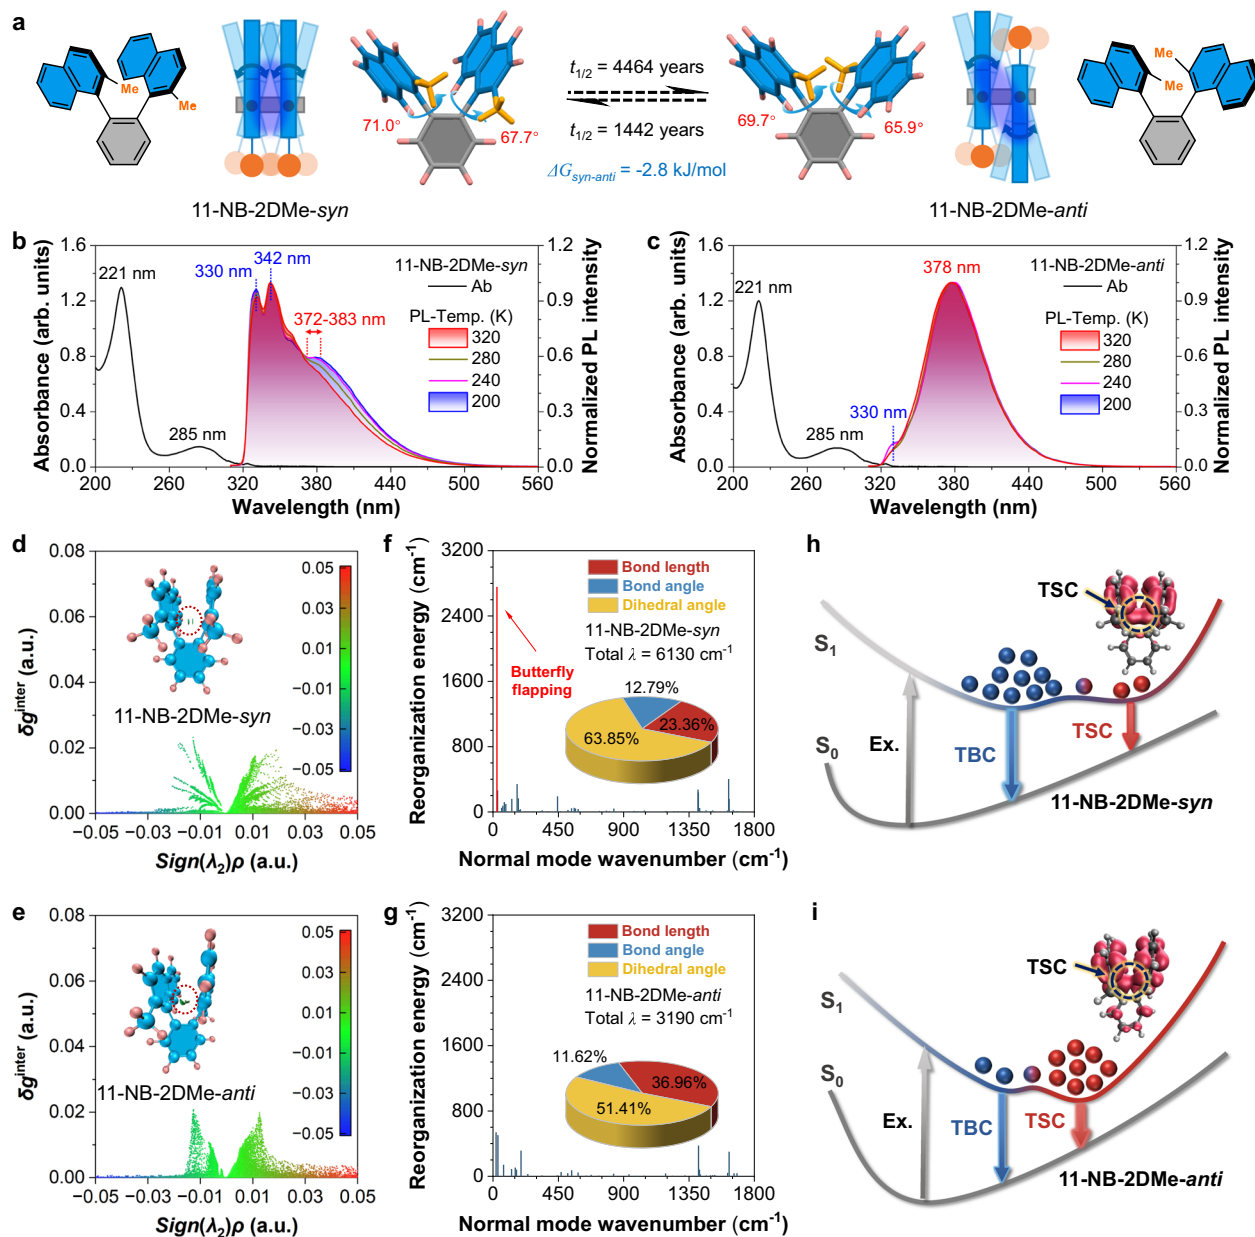 a
Me
Me
71.0°
67.7°
t1/2 = 4464 years
t1/2 = 1442 years
ΔGsyn-anti = -2.8 kJ/mol
69.7°
65.9°
Me
Me
11-NB-2DMe-syn
11-NB-2DMe-anti
b
Absorbance (arb. units)
1.6
1.2
0.8
0.4
0.0
200
240
280
320
360
400
440
480
520
560
Wavelength (nm)
1.2
0.9
0.6
0.3
0.0
Normalized PL intensity
221 nm
285 nm
330 nm
342 nm
372-383 nm
11-NB-2DMe-syn
Ab
PL-Temp. (K)
320
280
240
200
c
Absorbance (arb. units)
1.6
1.2
0.8
0.4
0.0
200
240
280
320
360
400
440
480
520
560
Wavelength (nm)
1.2
0.9
0.6
0.3
0.0
Normalized PL intensity
221 nm
285 nm
330 nm
378 nm
11-NB-2DMe-anti
Ab
PL-Temp. (K)
320
280
240
200
d
δg^inter (a.u.)
0.08
0.06
0.04
0.02
0.00
−0.05
−0.03
−0.01
0.01
0.03
0.05
Sign(λ2)ρ (a.u.)
11-NB-2DMe-syn
0.05
0.03
0.01
−0.01
−0.03
−0.05
f
Reorganization energy (cm⁻¹)
3200
2400
1600
800
0
0
450
900
1350
1800
Normal mode wavenumber (cm⁻¹)
Bond length
Bond angle
Dihedral angle
11-NB-2DMe-syn
Total λ = 6130 cm⁻¹
Butterfly
flapping
12.79%
23.36%
63.85%
h
S1
S0
Ex.
TBC
TSC
TSC
11-NB-2DMe-syn
e
δg^inter (a.u.)
0.08
0.06
0.04
0.02
0.00
−0.05
−0.03
−0.01
0.01
0.03
0.05
Sign(λ2)ρ (a.u.)
11-NB-2DMe-anti
0.05
0.03
0.01
−0.01
−0.03
−0.05
g
Reorganization energy (cm⁻¹)
3200
2400
1600
800
0
0
450
900
1350
1800
Normal mode wavenumber (cm⁻¹)
Bond length
Bond angle
Dihedral angle
11-NB-2DMe-anti
Total λ = 3190 cm⁻¹
11.62%
36.96%
51.41%
i
S1
S0
Ex.
TBC
TSC
TSC
11-NB-2DMe-anti